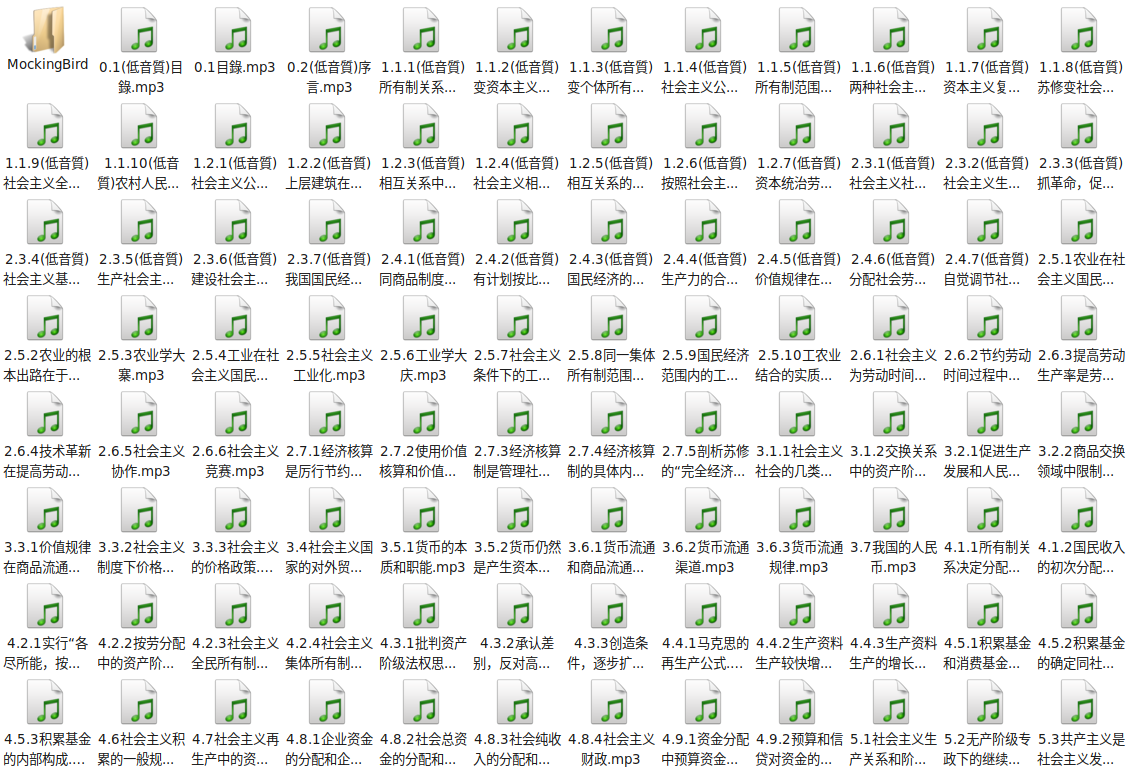 MockingBird
0.1(低音質)目
錄.mp3
0.1目錄.mp3
0.2(低音質)序
言.mp3
1.1.1(低音質)
所有制关系...
1.1.2(低音質)
变资本主义...
1.1.3(低音質)
变个体所有...
1.1.4(低音質)
社会主义公...
1.1.5(低音質)
所有制范围...
1.1.6(低音質)
两种社会主...
1.1.7(低音質)
资本主义复...
1.1.8(低音質)
苏修变社会...
1.1.9(低音質)
社会主义全...
1.1.10(低音
質)农村人民...
1.2.1(低音質)
社会主义公...
1.2.2(低音質)
上层建筑在...
1.2.3(低音質)
相互关系中...
1.2.4(低音質)
社会主义相...
1.2.5(低音質)
相互关系的...
1.2.6(低音質)
按照社会主...
1.2.7(低音質)
资本统治劳...
2.3.1(低音質)
社会主义社...
2.3.2(低音質)
社会主义生...
2.3.3(低音質)
抓革命，促...
2.3.4(低音質)
社会主义基...
2.3.5(低音質)
生产社会主...
2.3.6(低音質)
建设社会主...
2.3.7(低音質)
我国国民经...
2.4.1(低音質)
同商品制度...
2.4.2(低音質)
有计划按比...
2.4.3(低音質)
国民经济的...
2.4.4(低音質)
生产力的合...
2.4.5(低音質)
价值规律在...
2.4.6(低音質)
分配社会劳...
2.4.7(低音質)
自觉调节社...
2.5.1农业在社
会主义国民...
2.5.2农业的根
本出路在于...
2.5.3农业学大
寨.mp3
2.5.4工业在社
会主义国民...
2.5.5社会主义
工业化.mp3
2.5.6工业学大
庆.mp3
2.5.7社会主义
条件下的工...
2.5.8同一集体
所有制范围...
2.5.9国民经济
范围内的工...
2.5.10工农业
结合的实质...
2.6.1社会主义
为劳动时间...
2.6.2节约劳动
时间过程中...
2.6.3提高劳动
生产率是劳...
2.6.4技术革新
在提高劳动...
2.6.5社会主义
协作.mp3
2.6.6社会主义
竞赛.mp3
2.7.1经济核算
是厉行节约...
2.7.2使用价值
核算和价值...
2.7.3经济核算
制是管理社...
2.7.4经济核算
制的具体内...
2.7.5剖析苏修
的“完全经济...
3.1.1社会主义
社会的几类...
3.1.2交换关系
中的资产阶...
3.2.1促进生产
发展和人民...
3.2.2商品交换
领域中限制...
3.3.1价值规律
在商品流通...
3.3.2社会主义
制度下价格...
3.3.3社会主义
的价格政策....
3.4社会主义国
家的对外贸...
3.5.1货币的本
质和职能.mp3
3.5.2货币仍然
是产生资本...
3.6.1货币流通
和商品流通...
3.6.2货币流通
渠道.mp3
3.6.3货币流通
规律.mp3
3.7我国的人民
币.mp3
4.1.1所有制关
系决定分配...
4.1.2国民收入
的初次分配...
4.2.1实行“各
尽所能，按...
4.2.2按劳分配
中的资产阶...
4.2.3社会主义
全民所有制...
4.2.4社会主义
集体所有制...
4.3.1批判资产
阶级法权思...
4.3.2承认差
别，反对高...
4.3.3创造条
件，逐步扩...
4.4.1马克思的
再生产公式....
4.4.2生产资料
生产较快增...
4.4.3生产资料
生产的增长...
4.5.1积累基金
和消费基金...
4.5.2积累基金
的确定同社...
4.5.3积累基金
的内部构成....
4.6社会主义积
累的一般规...
4.7社会主义再
生产中的资...
4.8.1企业资金
的分配和企...
4.8.2社会总资
金的分配和...
4.8.3社会纯收
入的分配和...
4.8.4社会主义
财政.mp3
4.9.1资金分配
中预算资金...
4.9.2预算和信
贷对资金的...
5.1社会主义生
产关系和阶...
5.2无产阶级专
政下的继续...
5.3共产主义是
社会主义发...